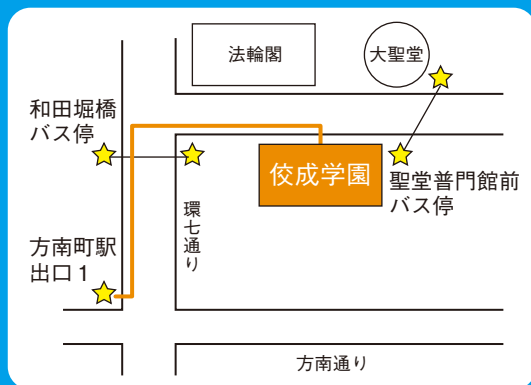 法輪閣
大聖堂
和田堀橋
バス停
佼成学園
聖堂普門館前
バス停
環七通り
方南町駅
出口1
方南通り